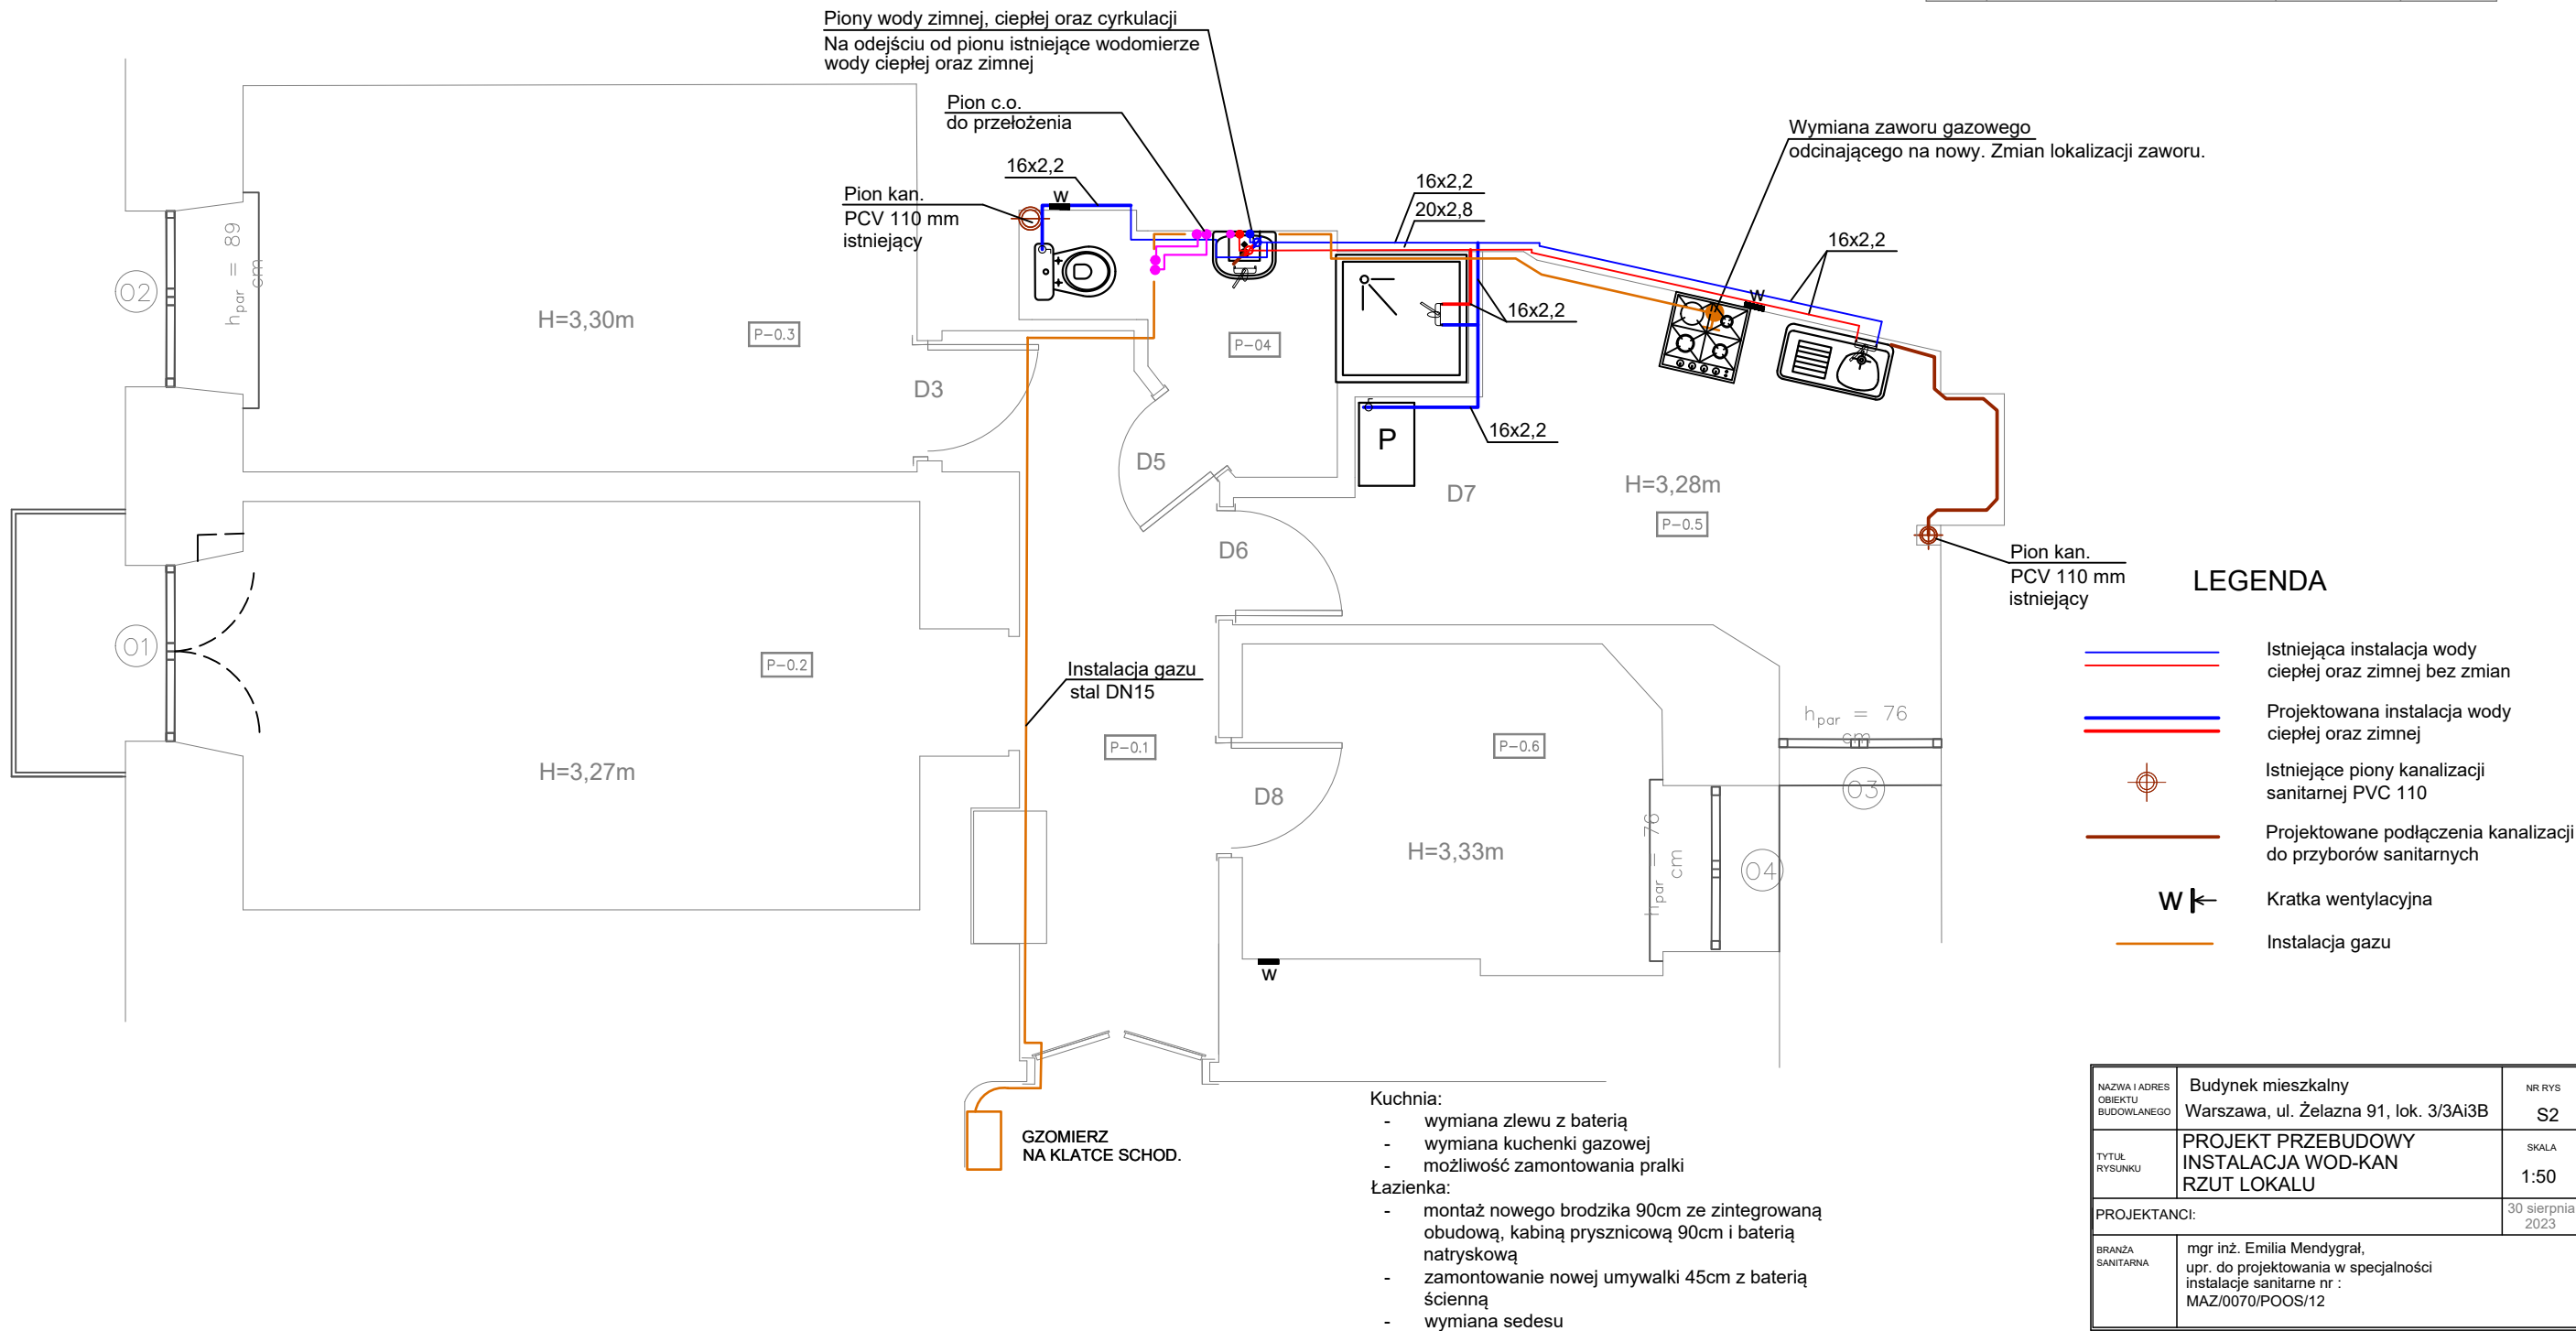 Piony wody zimnej, ciepłej oraz cyrkulacji
Na odejściu od pionu istniejące wodomierze
wody ciepłej oraz zimnej
Pion c.o.
do przełożenia
16x2,2
Pion kan.
PCV 110 mm
istniejący
W
16x2,2
20x2,8
Wymiana zaworu gazowego
odcinającego na nowy. Zmian lokalizacji zaworu.
16x2,2
W
16x2,2
16x2,2
02
hpar = 89
cm
H=3,30m
P-0.3
D3
P-04
D5
P
D7
H=3,28m
P-0.5
D6
Pion kan.
PCV 110 mm
istniejący
01
P-0.2
H=3,27m
Instalacja gazu
stal DN15
P-0.1
D8
P-0.6
H=3,33m
hpar = 76
cm
03
hpar = 76
cm
04
W
GZOMIERZ
NA KLATCE SCHOD.
LEGENDA
Istniejąca instalacja wody
ciepłej oraz zimnej bez zmian
Projektowana instalacja wody
ciepłej oraz zimnej
Istniejące piony kanalizacji
sanitarnej PVC 110
Projektowane podłączenia kanalizacji
do przyborów sanitarnych
W
Kratka wentylacyjna
Instalacja gazu
Kuchnia:
- wymiana zlewu z baterią
- wymiana kuchenki gazowej
- możliwość zamontowania pralki
Łazienka:
- montaż nowego brodzika 90cm ze zintegrowaną
obudową, kabiną prysznicową 90cm i baterią
natryskową
- zamontowanie nowej umywalki 45cm z baterią
ścienną
- wymiana sedesu
NAZWA I ADRES
OBIEKTU
BUDOWLANEGO
Budynek mieszkalny
Warszawa, ul. Żelazna 91, lok. 3/3Ai3B
NR RYS
S2
TYTUŁ
RYSUNKU
PROJEKT PRZEBUDOWY
INSTALACJA WOD-KAN
RZUT LOKALU
SKALA
1:50
PROJEKTANCI:
30 sierpnia
2023
BRANŻA
SANITARNA
mgr inż. Emilia Mendygrał,
upr. do projektowania w specjalności
instalacje sanitarne nr :
MAZ/0070/POOS/12